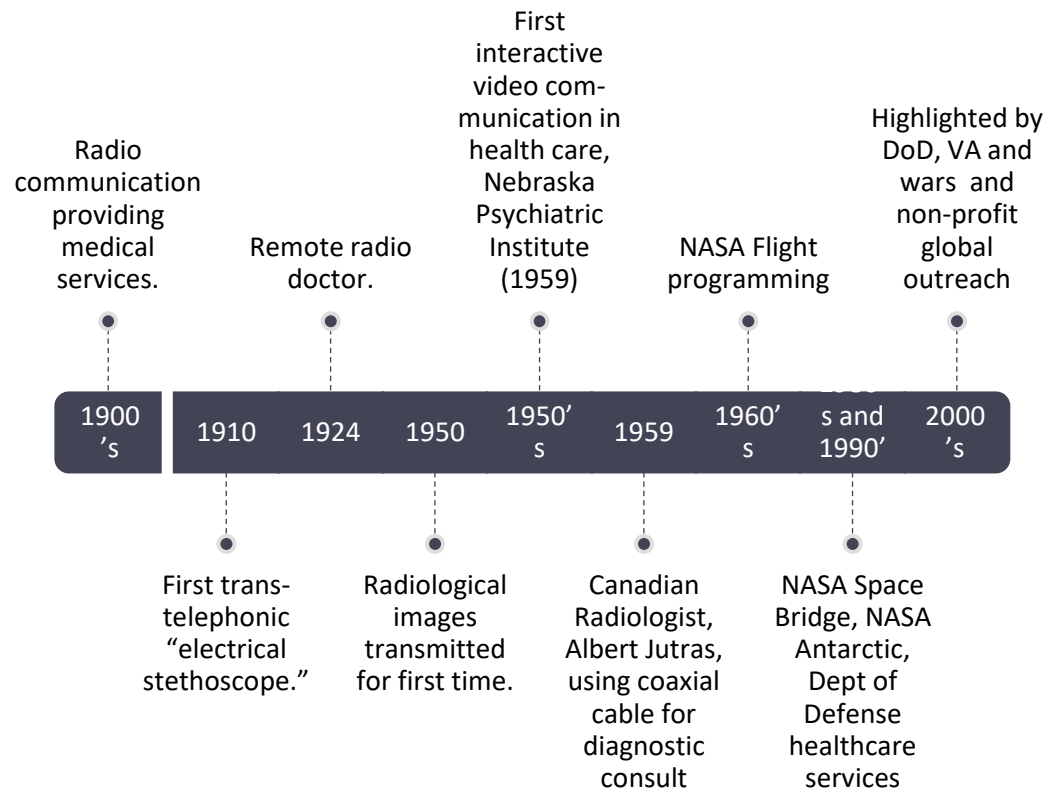 First
interactive
video com-
munication in
health care,
Nebraska
Psychiatric
Institute
(1959)
Radio
communication
providing
medical
services.
Remote radio
doctor.
NASA Flight
programming
Highlighted by
DoD, VA and
wars and
non-profit
global
outreach
1900
's
1910
1924
1950
1950'
s
1959
1960'
s
s and
1990'
2000
's
First trans-
telephonic
“electrical
stethoscope.”
Radiological
images
transmitted
for first time.
Canadian
Radiologist,
Albert Jutras,
using coaxial
cable for
diagnostic
consult
NASA Space
Bridge, NASA
Antarctic,
Dept of
Defense
healthcare
services